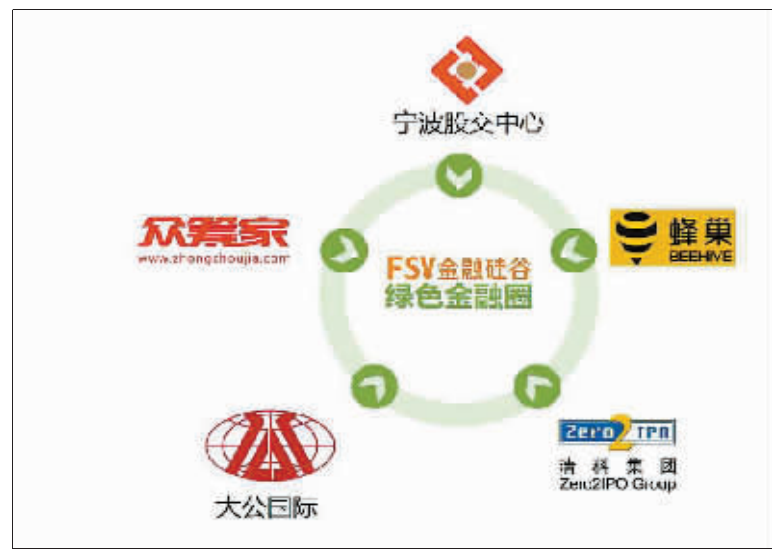 宁波股交中心
众筹家
www.zhongchoujia.com
蜂巢
BEEHIVE
FSV金融硅谷
绿色金融圈
Zero2IPO
清科集团
Zero2IPO Group
大公国际